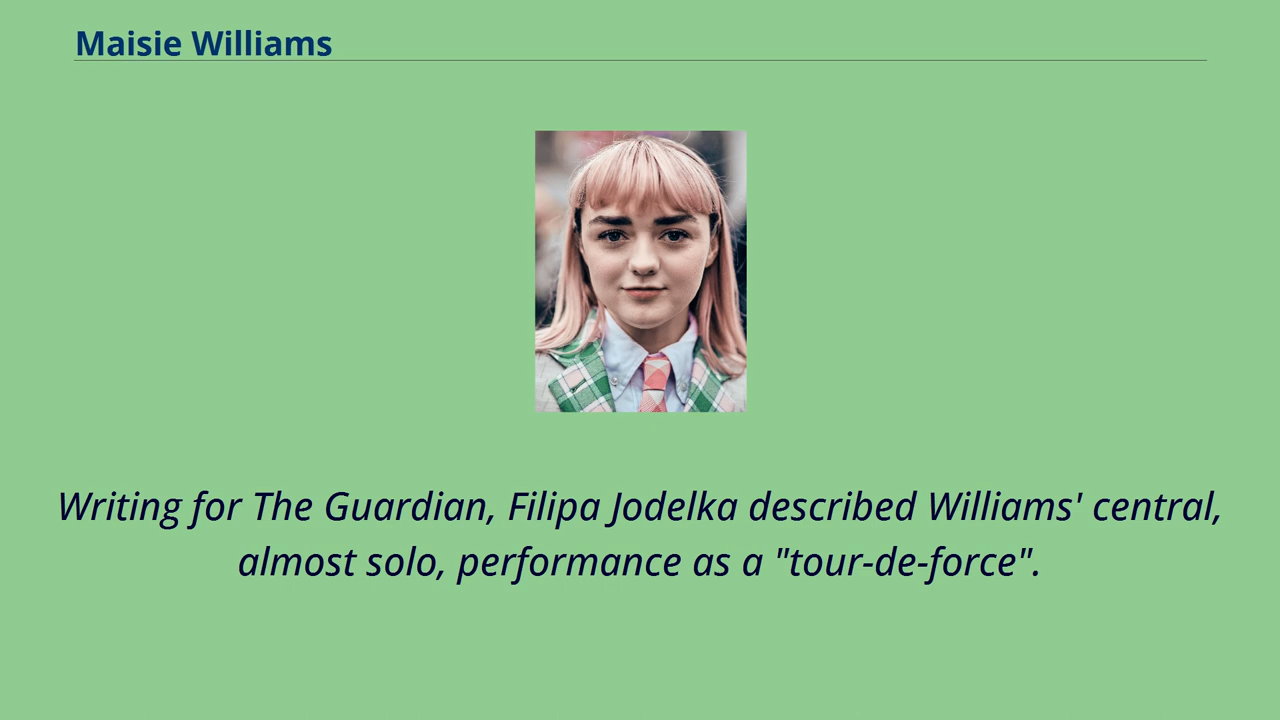 Maisie Williams
Writing for The Guardian, Filipa Jodelka described Williams' central,
almost solo, performance as a "tour-de-force".